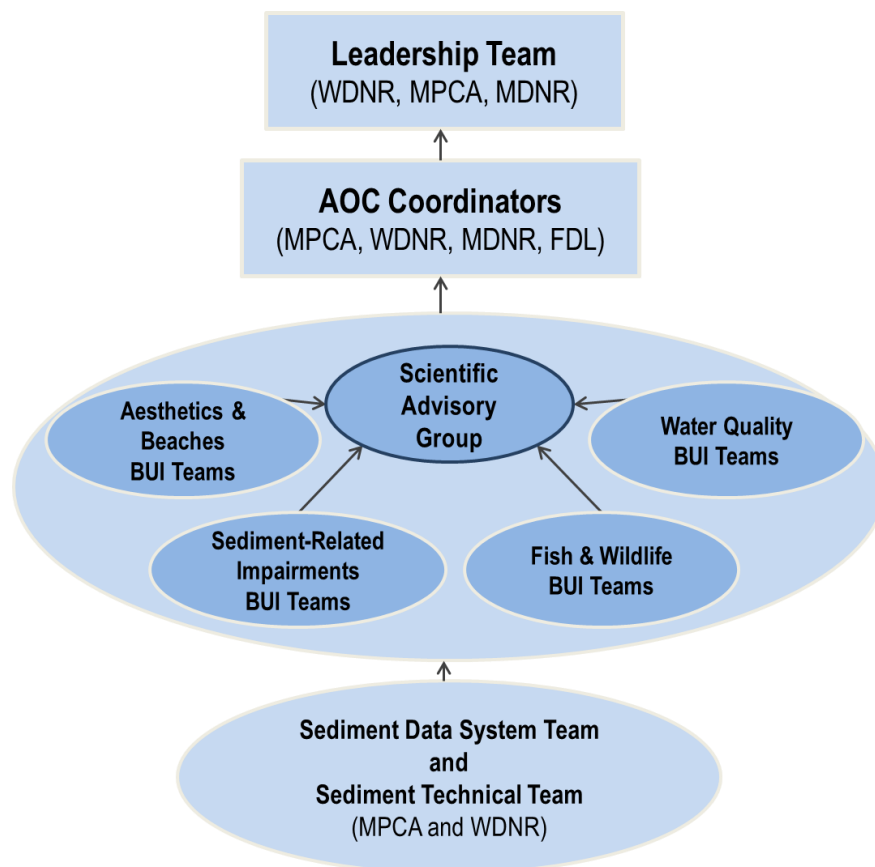 Leadership Team
(WDNR, MPCA, MDNR)
AOC Coordinators
(MPCA, WDNR, MDNR, FDL)
Scientific
Advisory
Group
Aesthetics &
Beaches
BUI Teams
Water Quality
BUI Teams
Sediment-Related
Impairments
BUI Teams
Fish & Wildlife
BUI Teams
Sediment Data System Team
and
Sediment Technical Team
(MPCA and WDNR)